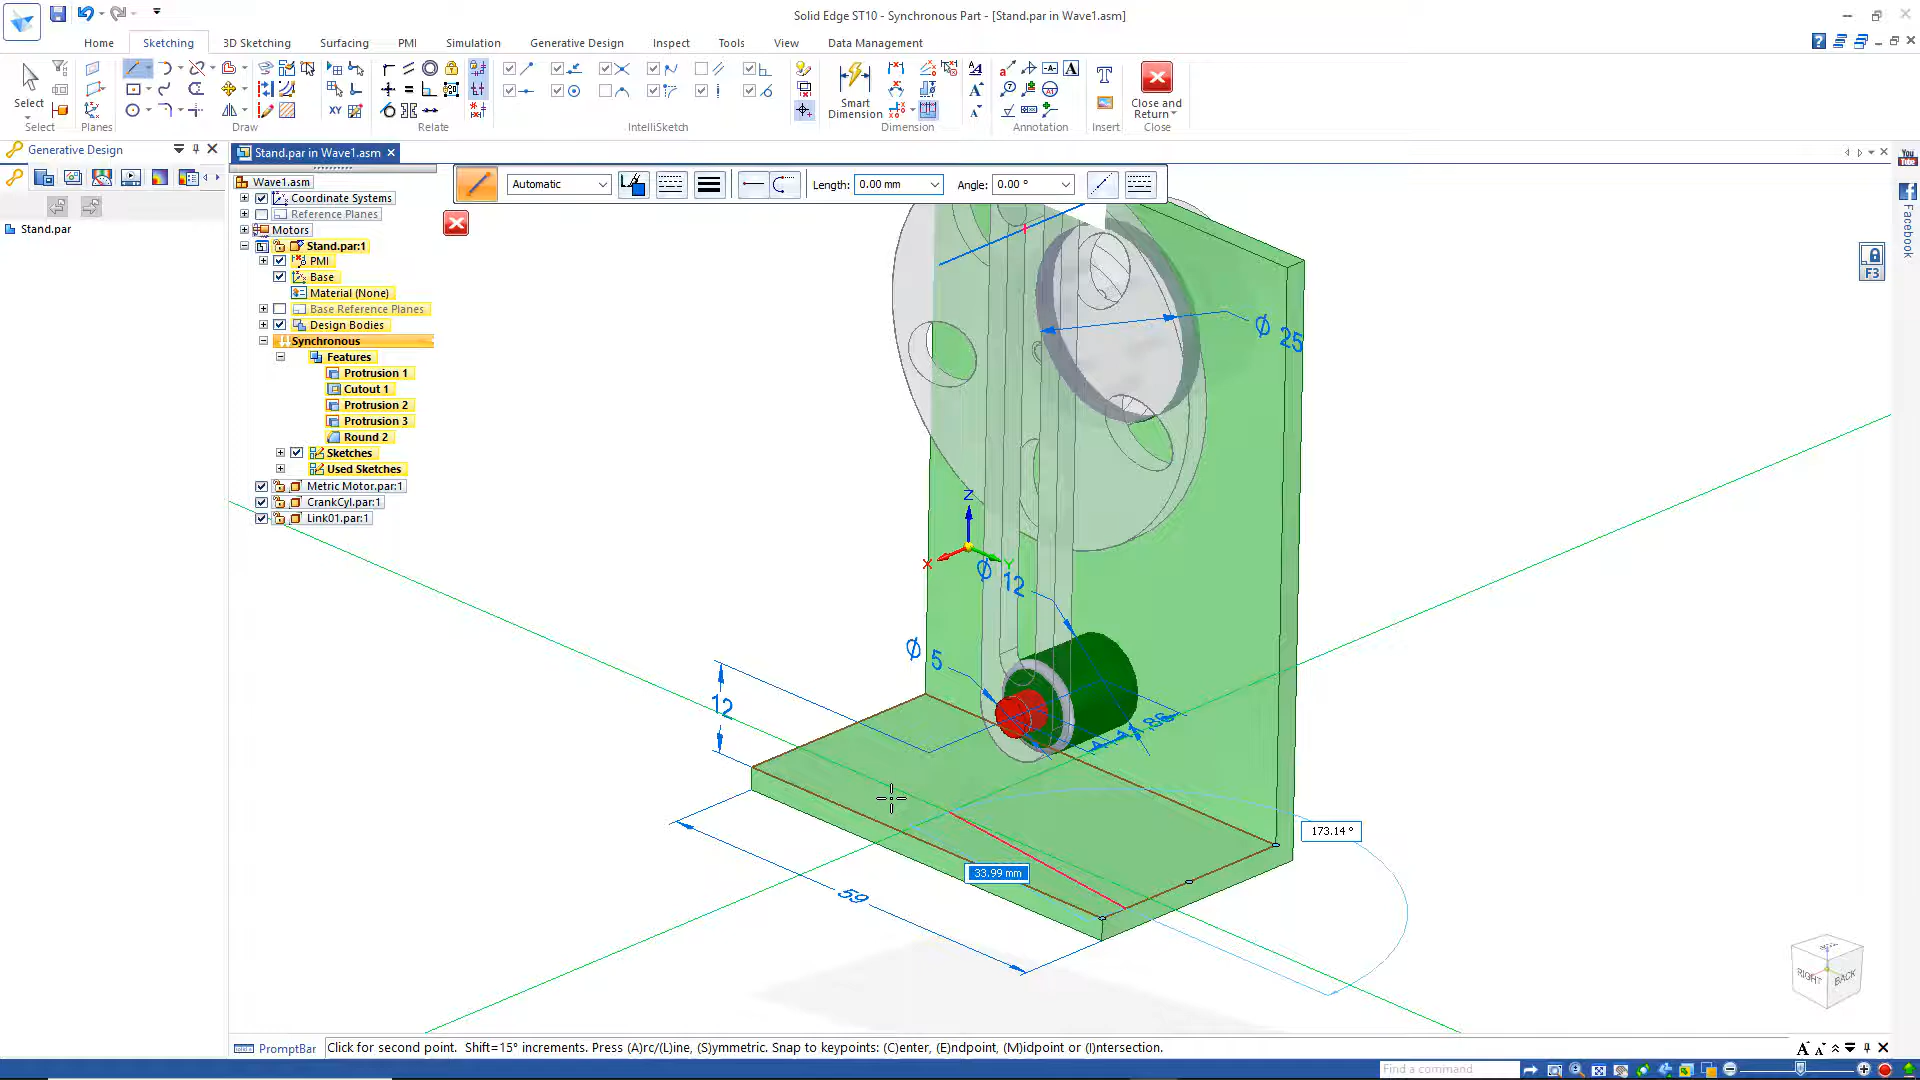 Solid Edge ST10 - Synchronous Part - [Stand.par in Wave1.asm]
Home
Sketching
3D Sketching
Surfacing
PMI
Simulation
Generative Design
Inspect
Tools
View
Data Management
Select
Smart Dimension
Close and Return
XY
Select
Planes
Draw
Relate
IntelliSketch
Dimension
Annotation
Insert
Close
Generative Design
Stand.par in Wave1.asm
Stand.par
Wave1.asm
Coordinate Systems
Reference Planes
Motors
Stand.par:1
PMI
Base
Material (None)
Base Reference Planes
Design Bodies
Synchronous
Features
Protrusion 1
Cutout 1
Protrusion 2
Protrusion 3
Round 2
Sketches
Used Sketches
Metric Motor.par:1
CrankCyl.par:1
Link01.par:1
Automatic
Length:
0.00 mm
Angle:
0.00 °
You Tube
Facebook
F3
Ø 25
Z
X
Y
Ø 12
Ø 5
12
173.14 °
33.99 mm
59
RIGHT
BACK
PromptBar
Click for second point. Shift=15° increments. Press (A)rc/(L)ine, (S)ymmetric. Snap to keypoints: (C)enter, (E)ndpoint, (M)idpoint or (I)ntersection.
Find a command